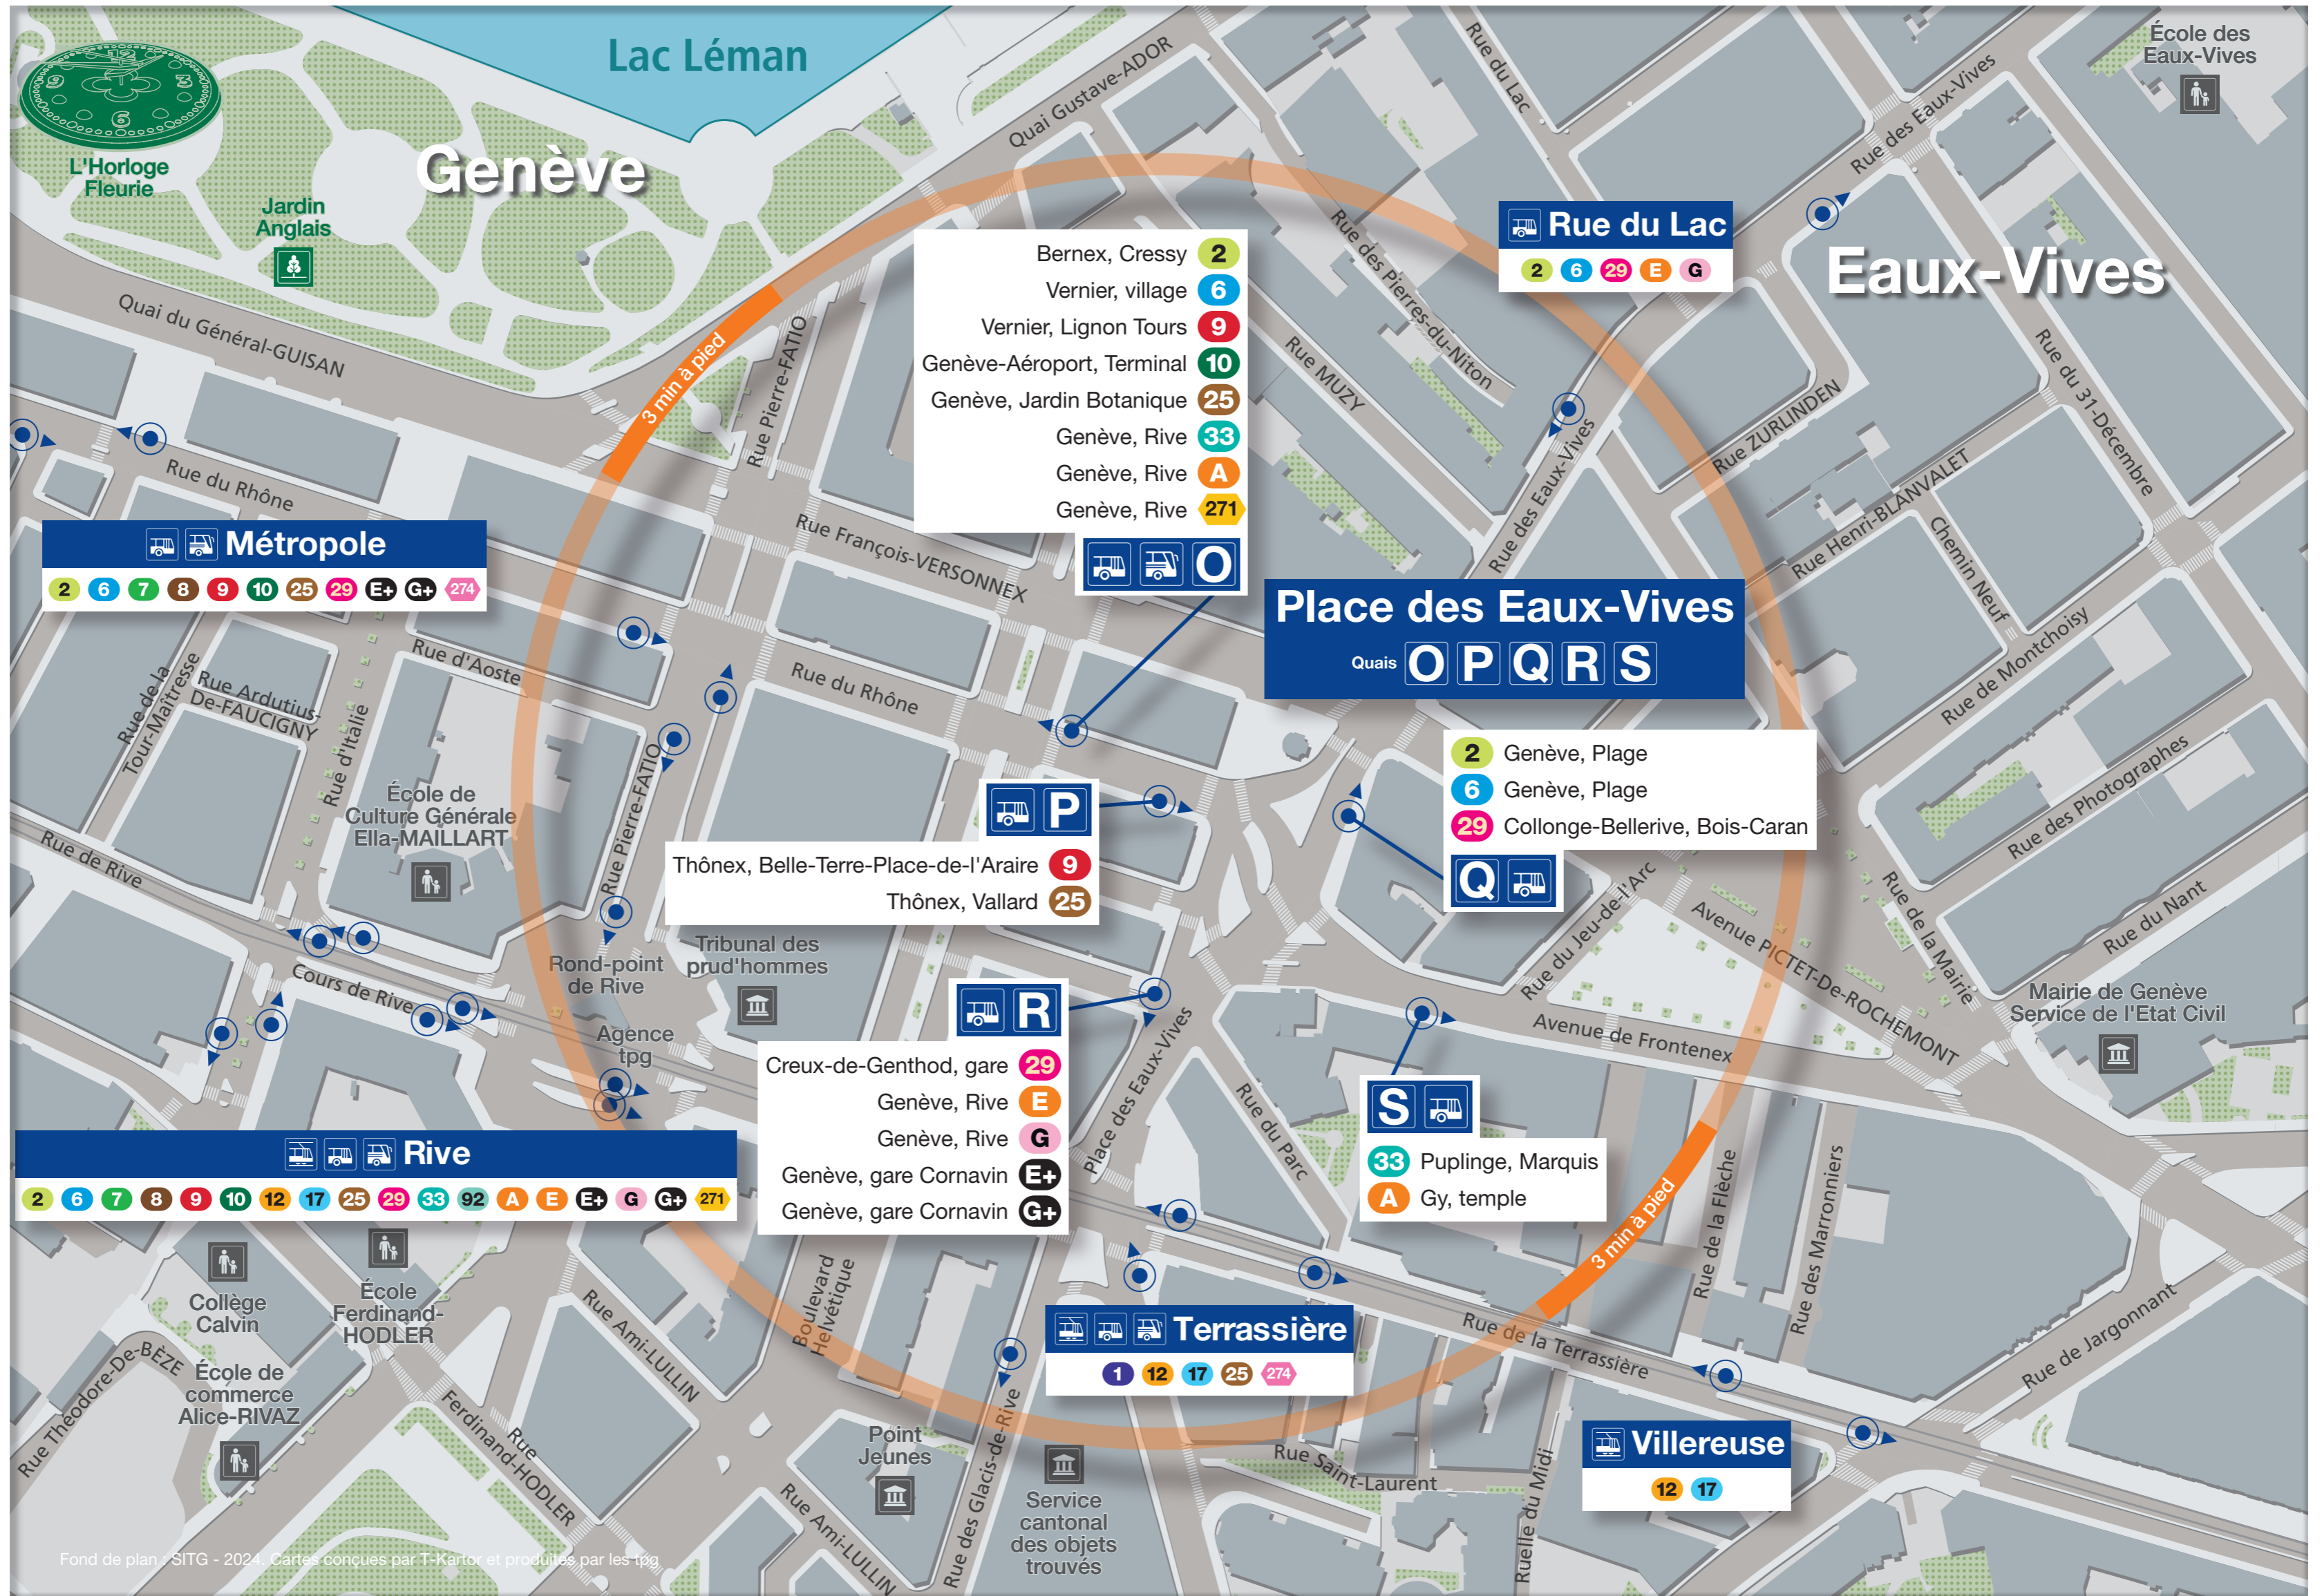 Lac Léman
Genève
Eaux-Vives
12
3
6
9
L'Horloge
Fleurie
Jardin
Anglais
École des
Eaux-Vives
Quai Gustave-ADOR
Rue du Lac
Rue des Eaux-Vives
Quai du Général-GUISAN
3 min à pied
Rue Pierre-FATIO
Rue des Pierres-du-Niton
Rue MUZY
Rue du Lac
2 6 29 E G
Bernex, Cressy 2
Vernier, village 6
Vernier, Lignon Tours 9
Genève-Aéroport, Terminal 10
Genève, Jardin Botanique 25
Genève, Rive 33
Genève, Rive A
Genève, Rive 271
O
Rue du 31-Décembre
Rue ZURLINDEN
Rue des Eaux-Vives
Rue Henri-BLANVALET
Chemin Neuf
Rue de Montchoisy
Rue du Rhône
Métropole
2 6 7 8 9 10 25 29 E+ G+ 274
Rue François-VERSONNEX
Place des Eaux-Vives
Quais O P Q R S
Rue d'Aoste
Rue de la
Tour-Maîtresse
Rue Ardutius-
De-FAUCIGNY
Rue d'Italie
Rue du Rhône
Rue Pierre-FATIO
École de
Culture Générale
Ella-MAILLART
P
Thônex, Belle-Terre-Place-de-l'Araire 9
Thônex, Vallard 25
2 Genève, Plage
6 Genève, Plage
29 Collonge-Bellerive, Bois-Caran
Q
Rue des Photographes
Rue du Nant
Rue de la Mairie
Rue du Jeu-de-l'Arc
Avenue PICTET-De-ROCHEMONT
Avenue de Frontenex
Mairie de Genève
Service de l'Etat Civil
Rue de Rive
Cours de Rive
Rond-point
de Rive
Tribunal des
prud'hommes
Agence
tpg
R
Creux-de-Genthod, gare 29
Genève, Rive E
Genève, Rive G
Genève, gare Cornavin E+
Genève, gare Cornavin G+
Place des Eaux-Vives
Rue du Parc
S
33 Puplinge, Marquis
A Gy, temple
3 min à pied
Rue de la Flèche
Rue des Marronniers
Rue de Jargonnant
Rive
2 6 7 8 9 10 12 17 25 29 33 92 A E E+ G G+ 271
Collège
Calvin
École
Ferdinand-
HODLER
École de
commerce
Alice-RIVAZ
Rue Théodore-De-BÈZE
Rue
Ferdinand-HODLER
Rue Ami-LULLIN
Boulevard
Helvétique
Terrassière
1 12 17 25 274
Rue de la Terrassière
Villereuse
12 17
Point
Jeunes
Rue Ami-LULLIN
Rue des Glacis-de-Rive
Service
cantonal
des objets
trouvés
Rue Saint-Laurent
Ruelle du Midi
Fond de plan : SITG - 2024. Cartes conçues par T-Kartor et produites par les tpg